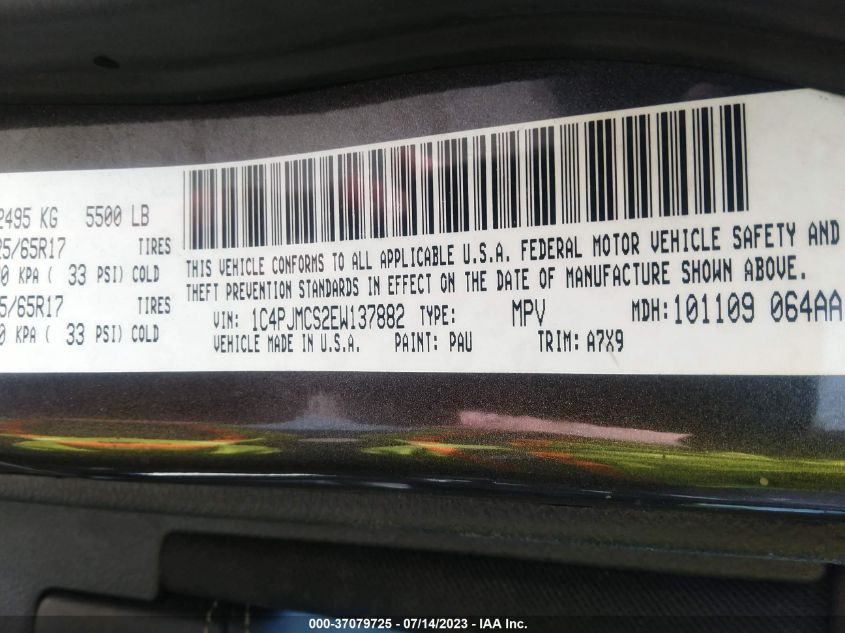 2495 KG 5500 LB
25/65R17 TIRES
0 KPA ( 33 PSI) COLD
5/65R17 TIRES
0 KPA ( 33 PSI) COLD
THIS VEHICLE CONFORMS TO ALL APPLICABLE U.S.A. FEDERAL MOTOR VEHICLE SAFETY AND
THEFT PREVENTION STANDARDS IN EFFECT ON THE DATE OF MANUFACTURE SHOWN ABOVE.
VIN: 1C4PJMCS2EW137882 TYPE: MPV MDH:101109 064AA
VEHICLE MADE IN U.S.A. PAINT: PAU TRIM: A7X9
000-37079725 - 07/14/2023 - IAA Inc.